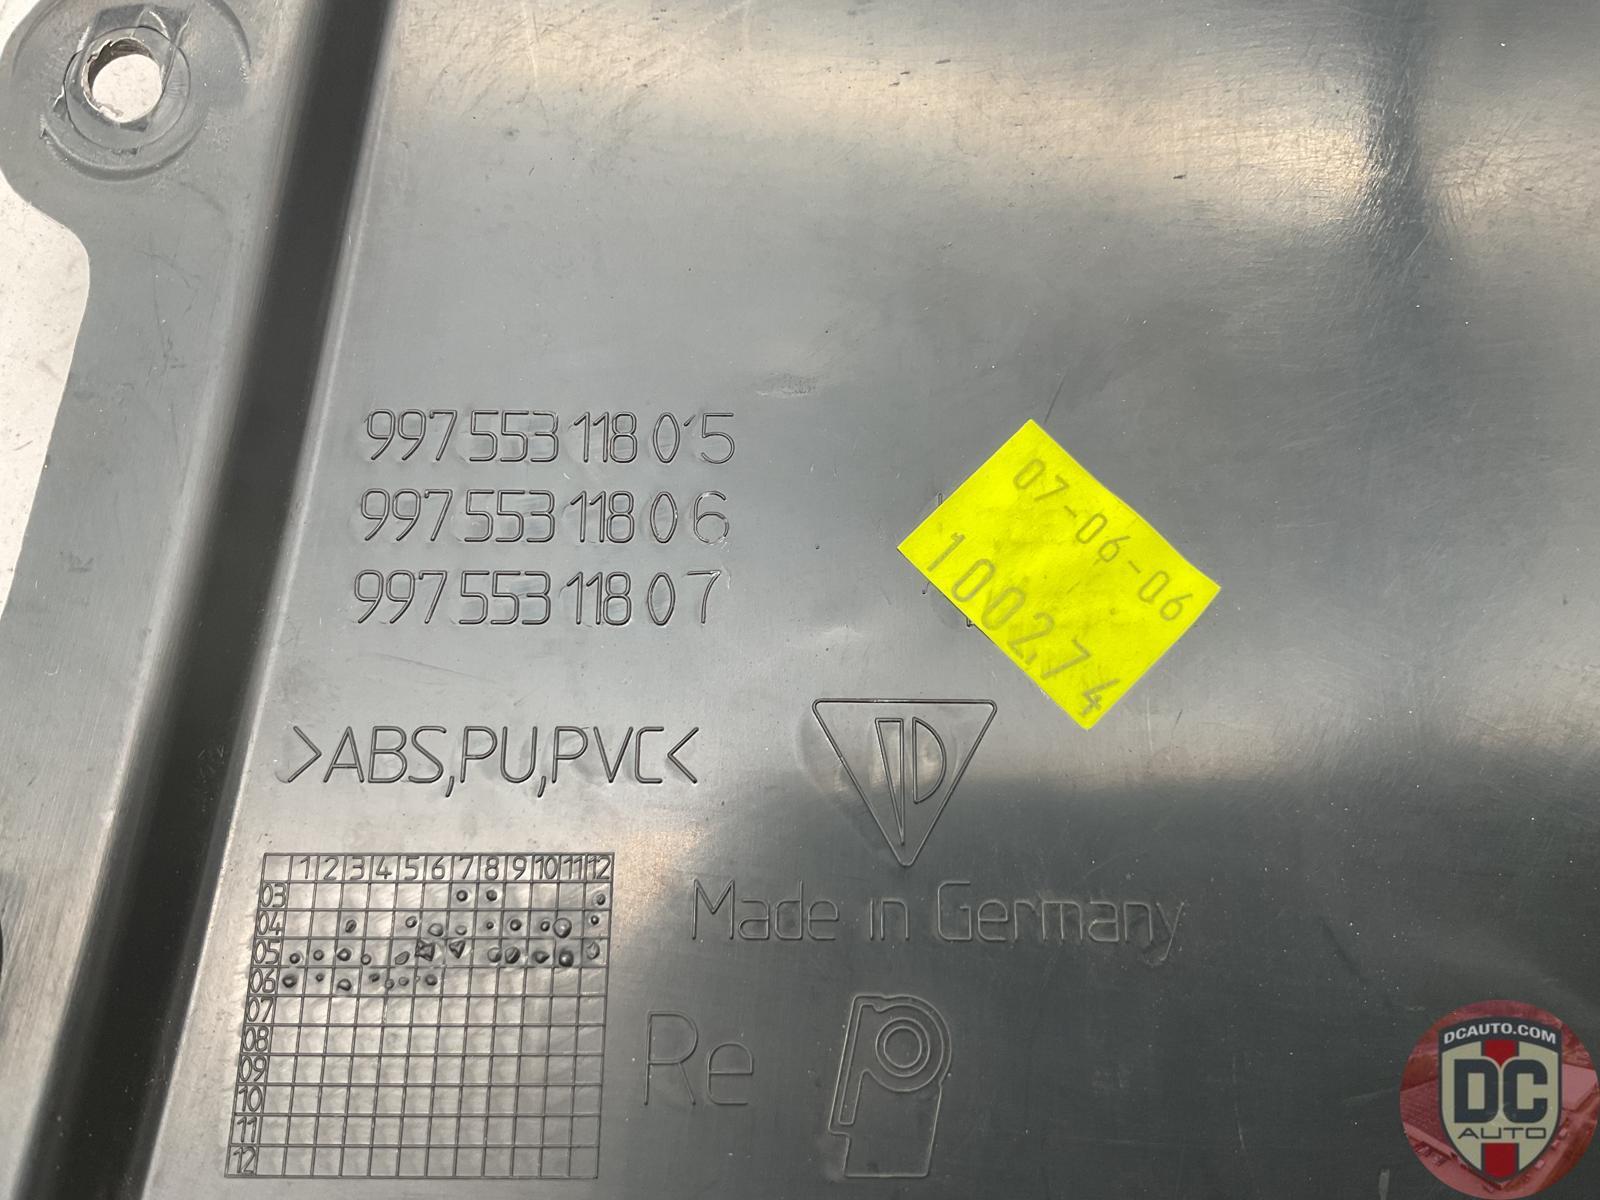 997 553 118 05
997 553 118 06
997 553 118 07
07-06-06
100274
>ABS,PU,PVC<
Made in Germany
1 2 3 4 5 6 7 8 9 10 11 12
03
04
05
06
07
08
09
10
11
12
Re
DCAUTO.COM
DC
AUTO